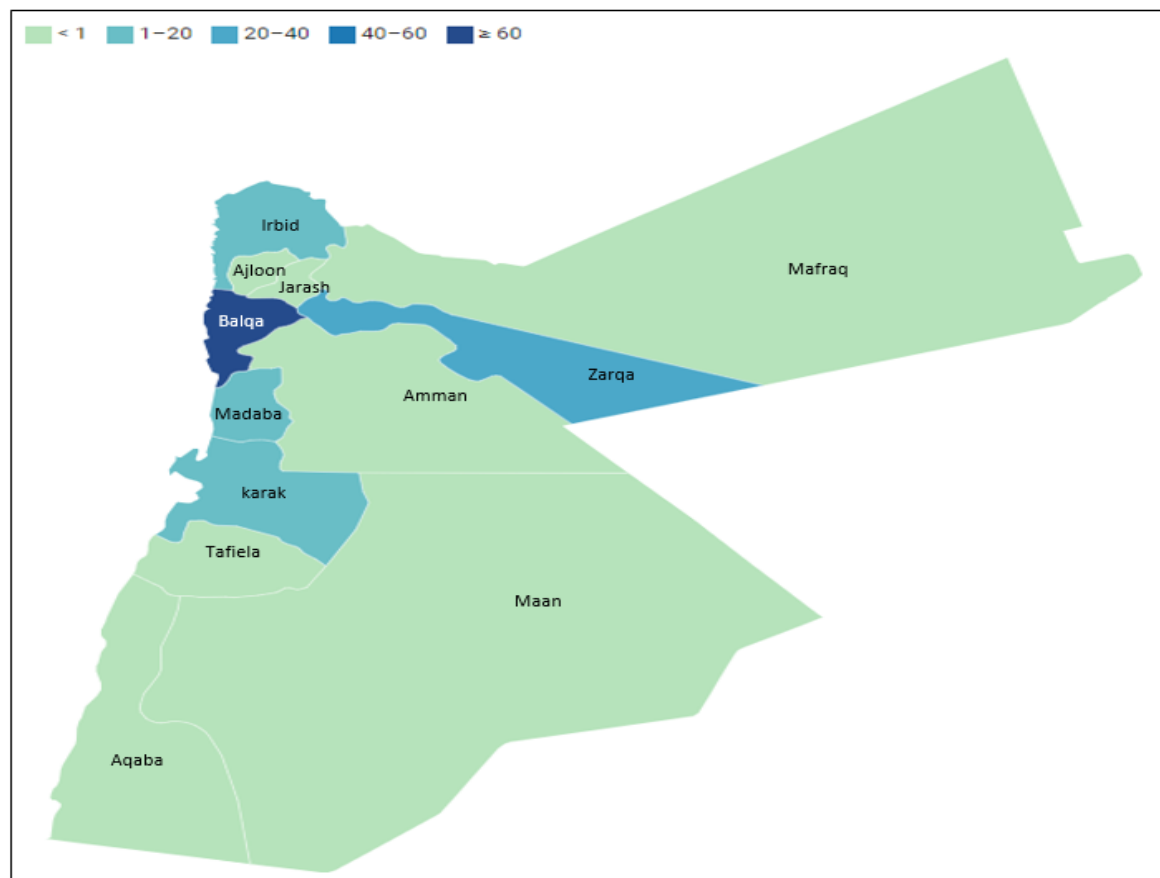 < 1 1–20 20–40 40–60 ≥ 60
Irbid
Mafraq
Ajloon
Jarash
Balqa
Zarqa
Amman
Madaba
karak
Tafiela
Maan
Aqaba